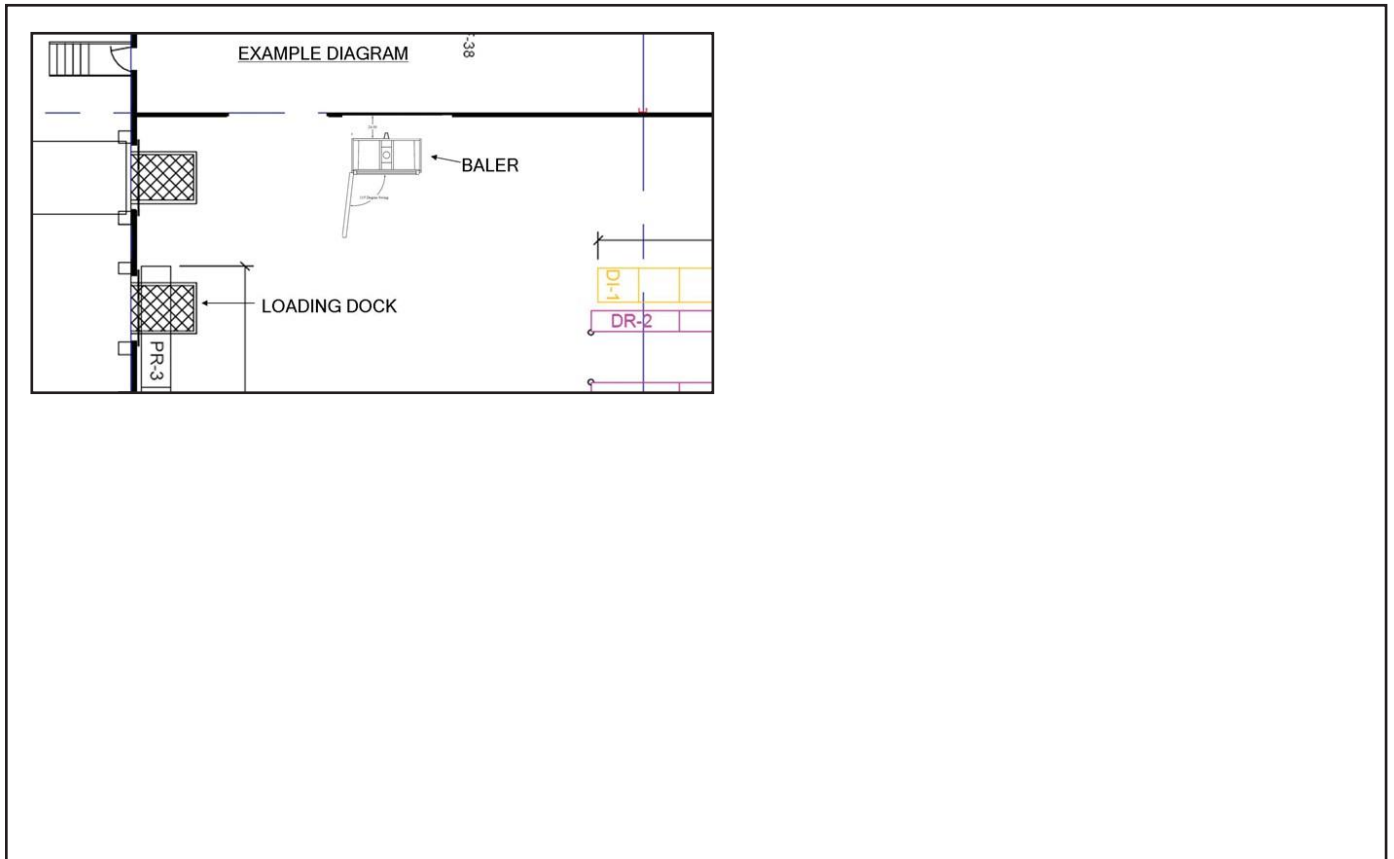 EXAMPLE DIAGRAM
-38
BALER
LOADING DOCK
DI-1
DR-2
PR-3